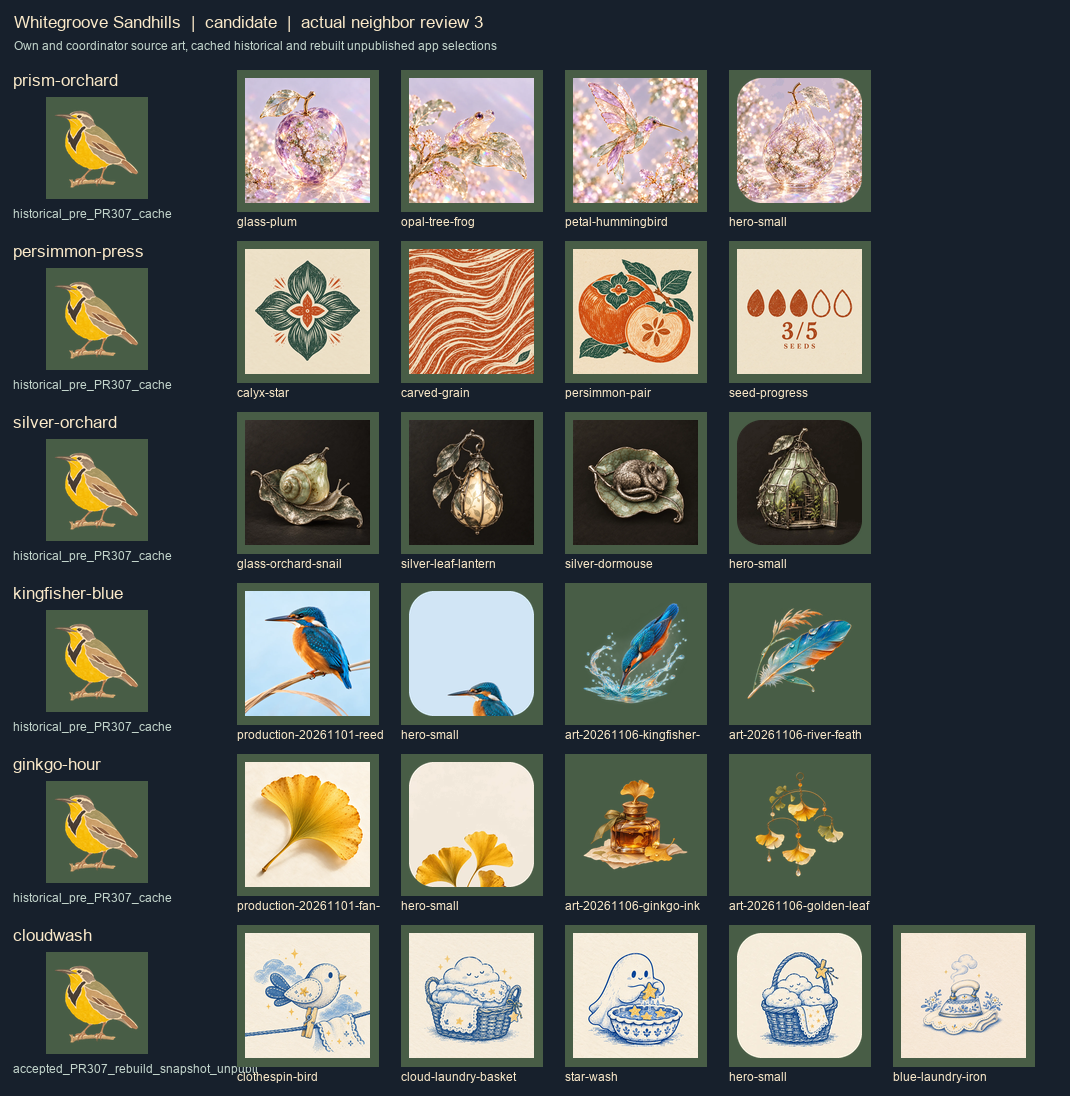 Whitegroove Sandhills | candidate | actual neighbor review 3
Own and coordinator source art, cached historical and rebuilt unpublished app selections
prism-orchard
historical_pre_PR307_cache
glass-plum
opal-tree-frog
petal-hummingbird
hero-small
persimmon-press
historical_pre_PR307_cache
calyx-star
carved-grain
persimmon-pair
3/5
SEEDS
seed-progress
silver-orchard
historical_pre_PR307_cache
glass-orchard-snail
silver-leaf-lantern
silver-dormouse
hero-small
kingfisher-blue
historical_pre_PR307_cache
production-20261101-reed
hero-small
art-20261106-kingfisher-
art-20261106-river-feath
ginkgo-hour
historical_pre_PR307_cache
production-20261101-fan-
hero-small
art-20261106-ginkgo-ink
art-20261106-golden-leaf
cloudwash
accepted_PR307_rebuild_snapshot_unpubli
clothespin-bird
cloud-laundry-basket
star-wash
hero-small
blue-laundry-iron